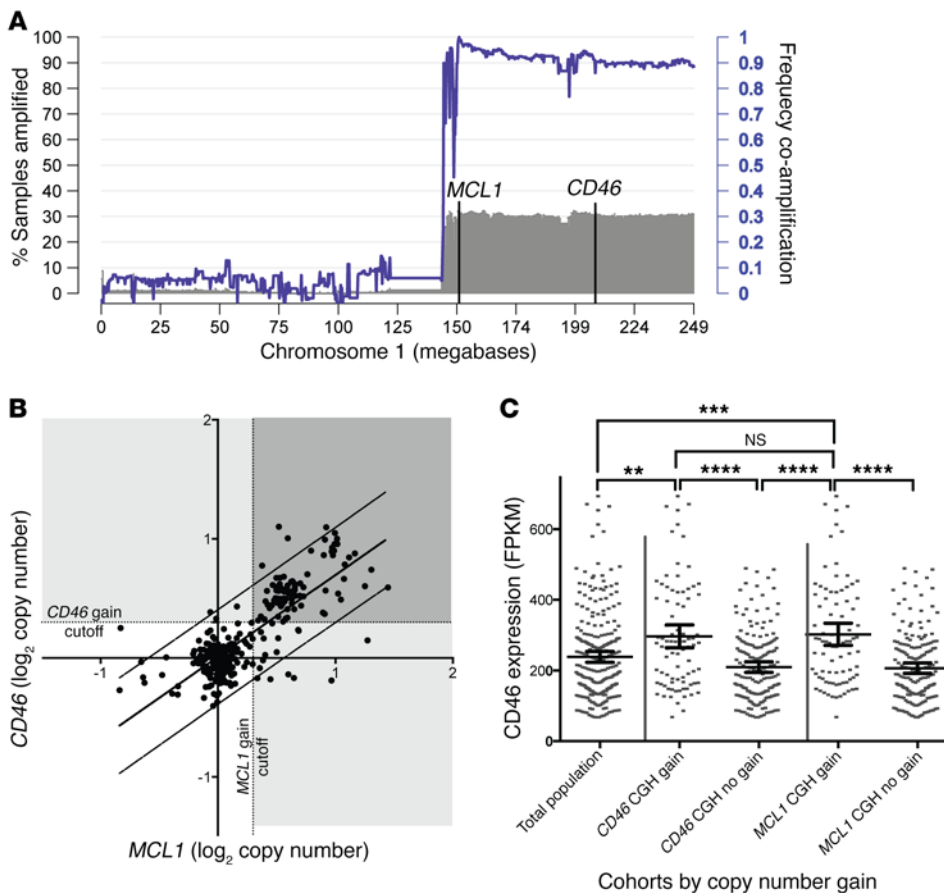 A
% Samples amplified
100
90
80
70
60
50
40
30
20
10
0
MCL1
CD46
1
0.9
0.8
0.7
0.6
0.5
0.4
0.3
0.2
0.1
0
Frequecy co-amplification
0 25 50 75 100 125 150 174 199 224 249
Chromosome 1 (megabases)
B
CD46 (log2 copy number)
2
1
CD46 gain
cutoff
-1 1 2
MCL1 gain
cutoff
-1
MCL1 (log2 copy number)
C
***
NS
** **** **** ****
CD46 expression (FPKM)
600
400
200
0
Total population
CD46 CGH gain
CD46 CGH no gain
MCL1 CGH gain
MCL1 CGH no gain
Cohorts by copy number gain